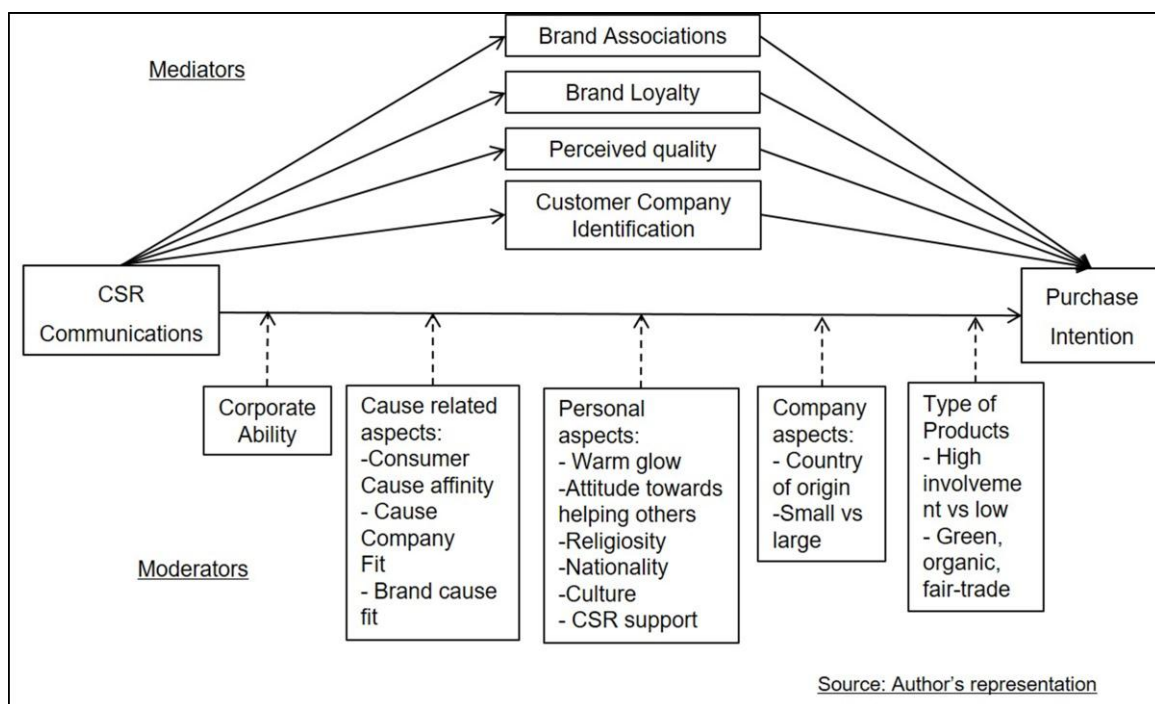 Brand Associations
Mediators
Brand Loyalty
Perceived quality
Customer Company
Identification
CSR
Communications
Purchase
Intention
Corporate
Ability
Cause related
aspects:
-Consumer
Cause affinity
- Cause
Company
Fit
- Brand cause
fit
Personal
aspects:
- Warm glow
-Attitude towards
helping others
-Religiosity
-Nationality
-Culture
- CSR support
Company
aspects:
- Country
of origin
-Small vs
large
Type of
Products
- High
involveme
nt vs low
- Green,
organic,
fair-trade
Moderators
Source: Author's representation